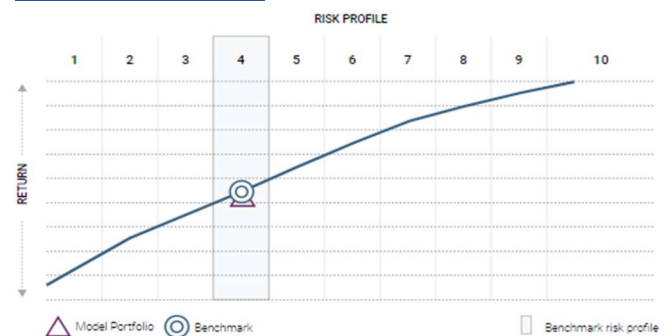 RISK PROFILE
1 2 3 4 5 6 7 8 9 10
RETURN
Model Portfolio Benchmark Benchmark risk profile